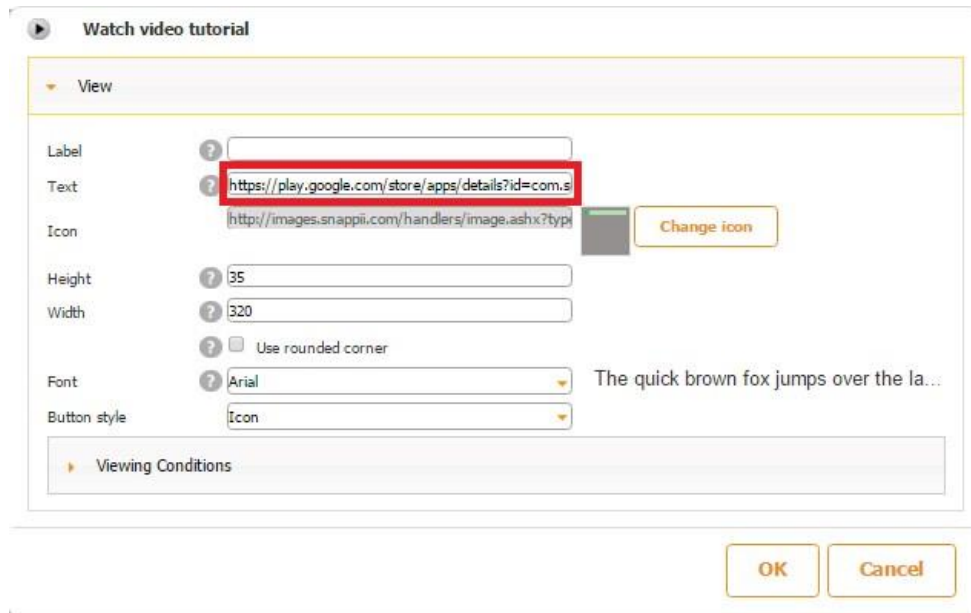 Watch video tutorial
View
Label ?
Text ? https://play.google.com/store/apps/details?id=com.s
Icon http://images.snappii.com/handlers/image.ashx?typ Change icon
Height ? 35
Width ? 320
? Use rounded corner
Font ? Arial The quick brown fox jumps over the la...
Button style Icon
Viewing Conditions
OK Cancel